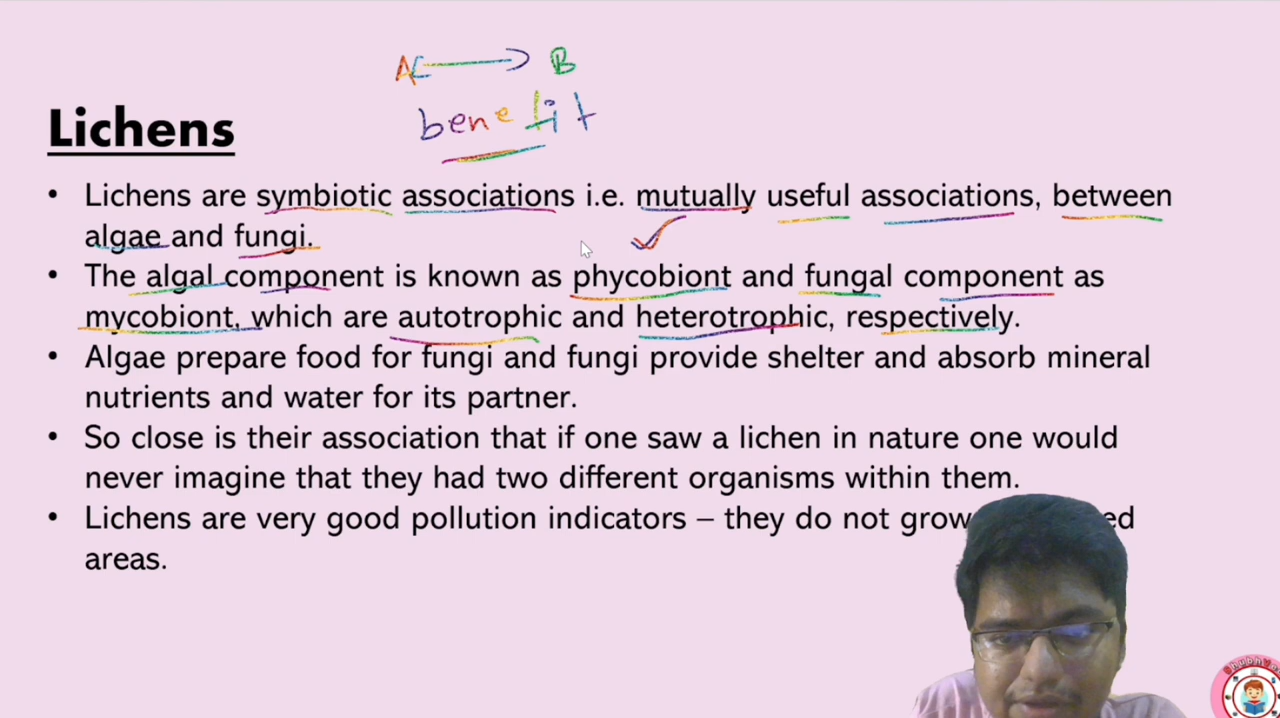 A B
benefit
Lichens
• Lichens are symbiotic associations i.e. mutually useful associations, between
algae and fungi.
• The algal component is known as phycobiont and fungal component as
mycobiont, which are autotrophic and heterotrophic, respectively.
• Algae prepare food for fungi and fungi provide shelter and absorb mineral
nutrients and water for its partner.
• So close is their association that if one saw a lichen in nature one would
never imagine that they had two different organisms within them.
• Lichens are very good pollution indicators – they do not grow
areas.